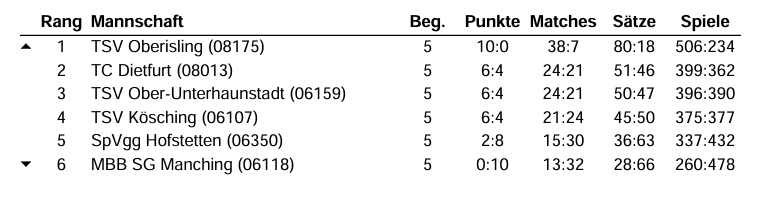 Rang Mannschaft Beg. Punkte Matches Sätze Spiele
1 TSV Oberisling (08175) 5 10:0 38:7 80:18 506:234
2 TC Dietfurt (08013) 5 6:4 24:21 51:46 399:362
3 TSV Ober-Unterhaunstadt (06159) 5 6:4 24:21 50:47 396:390
4 TSV Kösching (06107) 5 6:4 21:24 45:50 375:377
5 SpVgg Hofstetten (06350) 5 2:8 15:30 36:63 337:432
6 MBB SG Manching (06118) 5 0:10 13:32 28:66 260:478